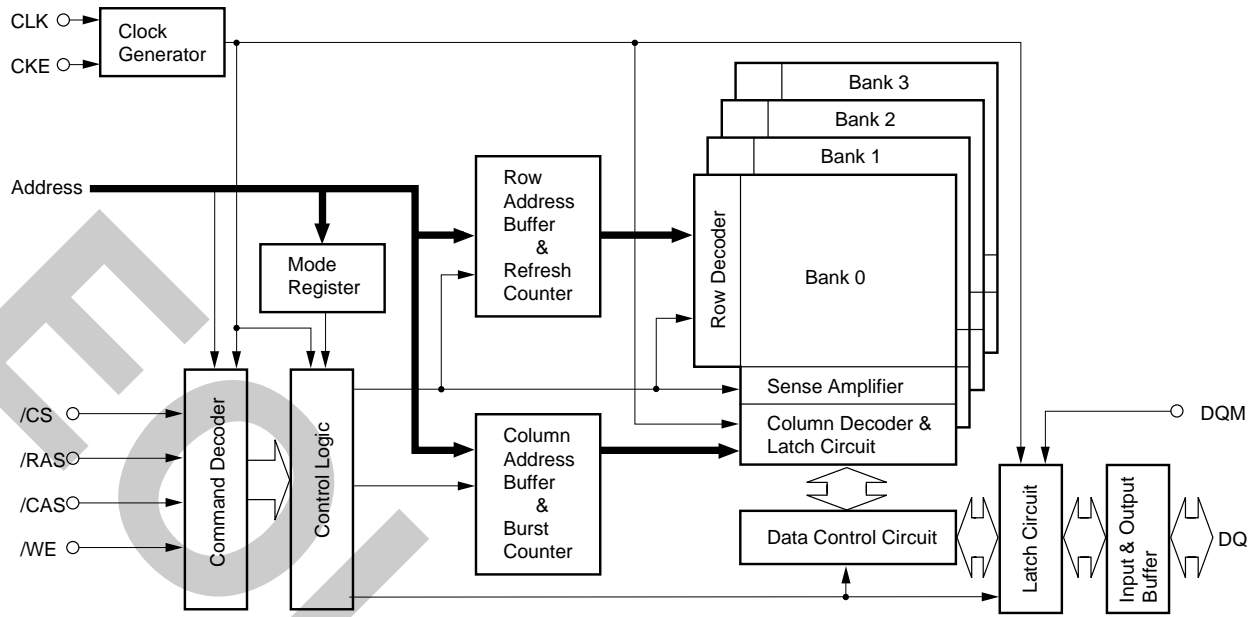 CLK
CKE
Clock
Generator
Bank 3
Bank 2
Bank 1
Bank 0
Address
Mode
Register
Row
Address
Buffer
&
Refresh
Counter
Row Decoder
Sense Amplifier
Column Decoder &
Latch Circuit
/CS
/RAS
/CAS
/WE
Command Decoder
Control Logic
Column
Address
Buffer
&
Burst
Counter
Data Control Circuit
DQM
Latch Circuit
Input & Output
Buffer
DQ
EO